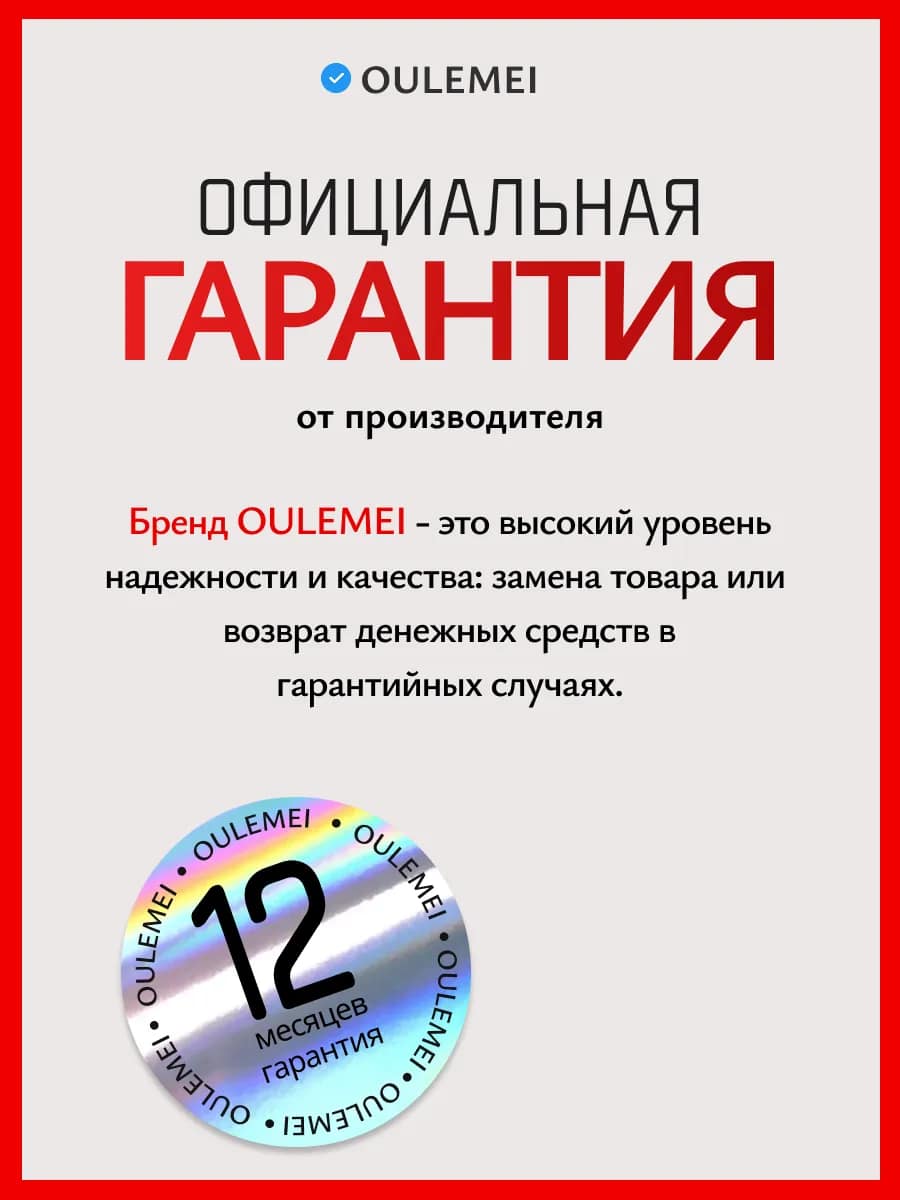 OULEMEI
ОФИЦИАЛЬНАЯ
ГАРАНТИЯ
от производителя
Бренд OULEMEI - это высокий уровень
надежности и качества: замена товара или
возврат денежных средств в
гарантийных случаях.
OULEMEI • OULEMEI • OULEMEI • OULEMEI • OULEMEI • OULEMEI •
12
месяцев
гарантия